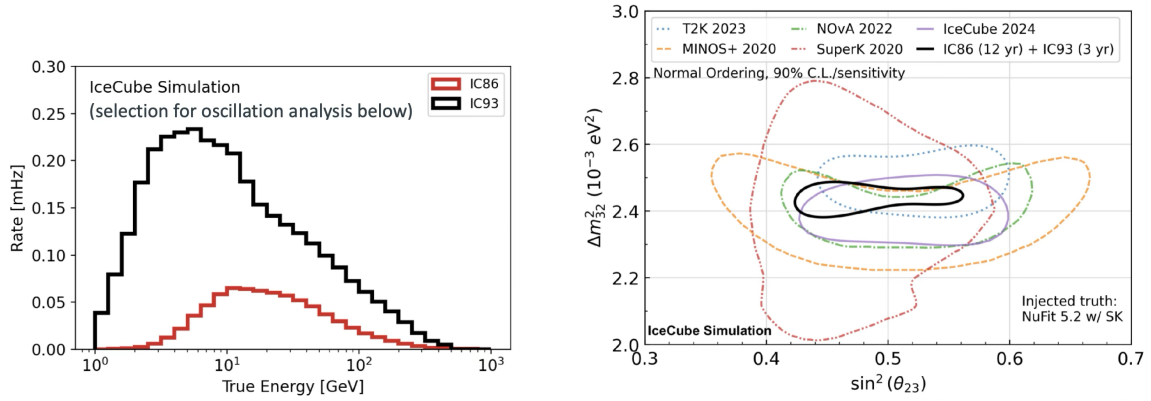 0.30
0.25
0.20
0.15
0.10
0.05
0.00
Rate [mHz]
IceCube Simulation
(selection for oscillation analysis below)
IC86
IC93
10⁰
10¹
10²
10³
True Energy [GeV]
3.0
2.8
2.6
2.4
2.2
2.0
Δm²₃₂ (10⁻³ eV²)
T2K 2023
MINOS+ 2020
NOvA 2022
SuperK 2020
IceCube 2024
IC86 (12 yr) + IC93 (3 yr)
Normal Ordering, 90% C.L./sensitivity
Injected truth:
NuFit 5.2 w/ SK
IceCube Simulation
0.3
0.4
0.5
0.6
0.7
sin² (θ₂₃)